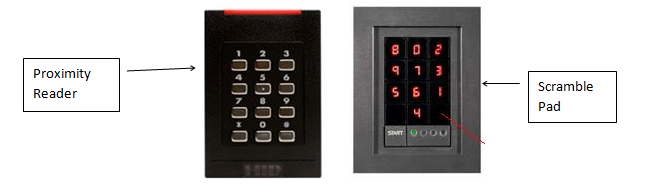 Proximity
Reader
1 2 3
4 5 6
7 8 9
* 0 #
HID
8 0 2
9 7 3
5 6 1
4
START
Scramble
Pad